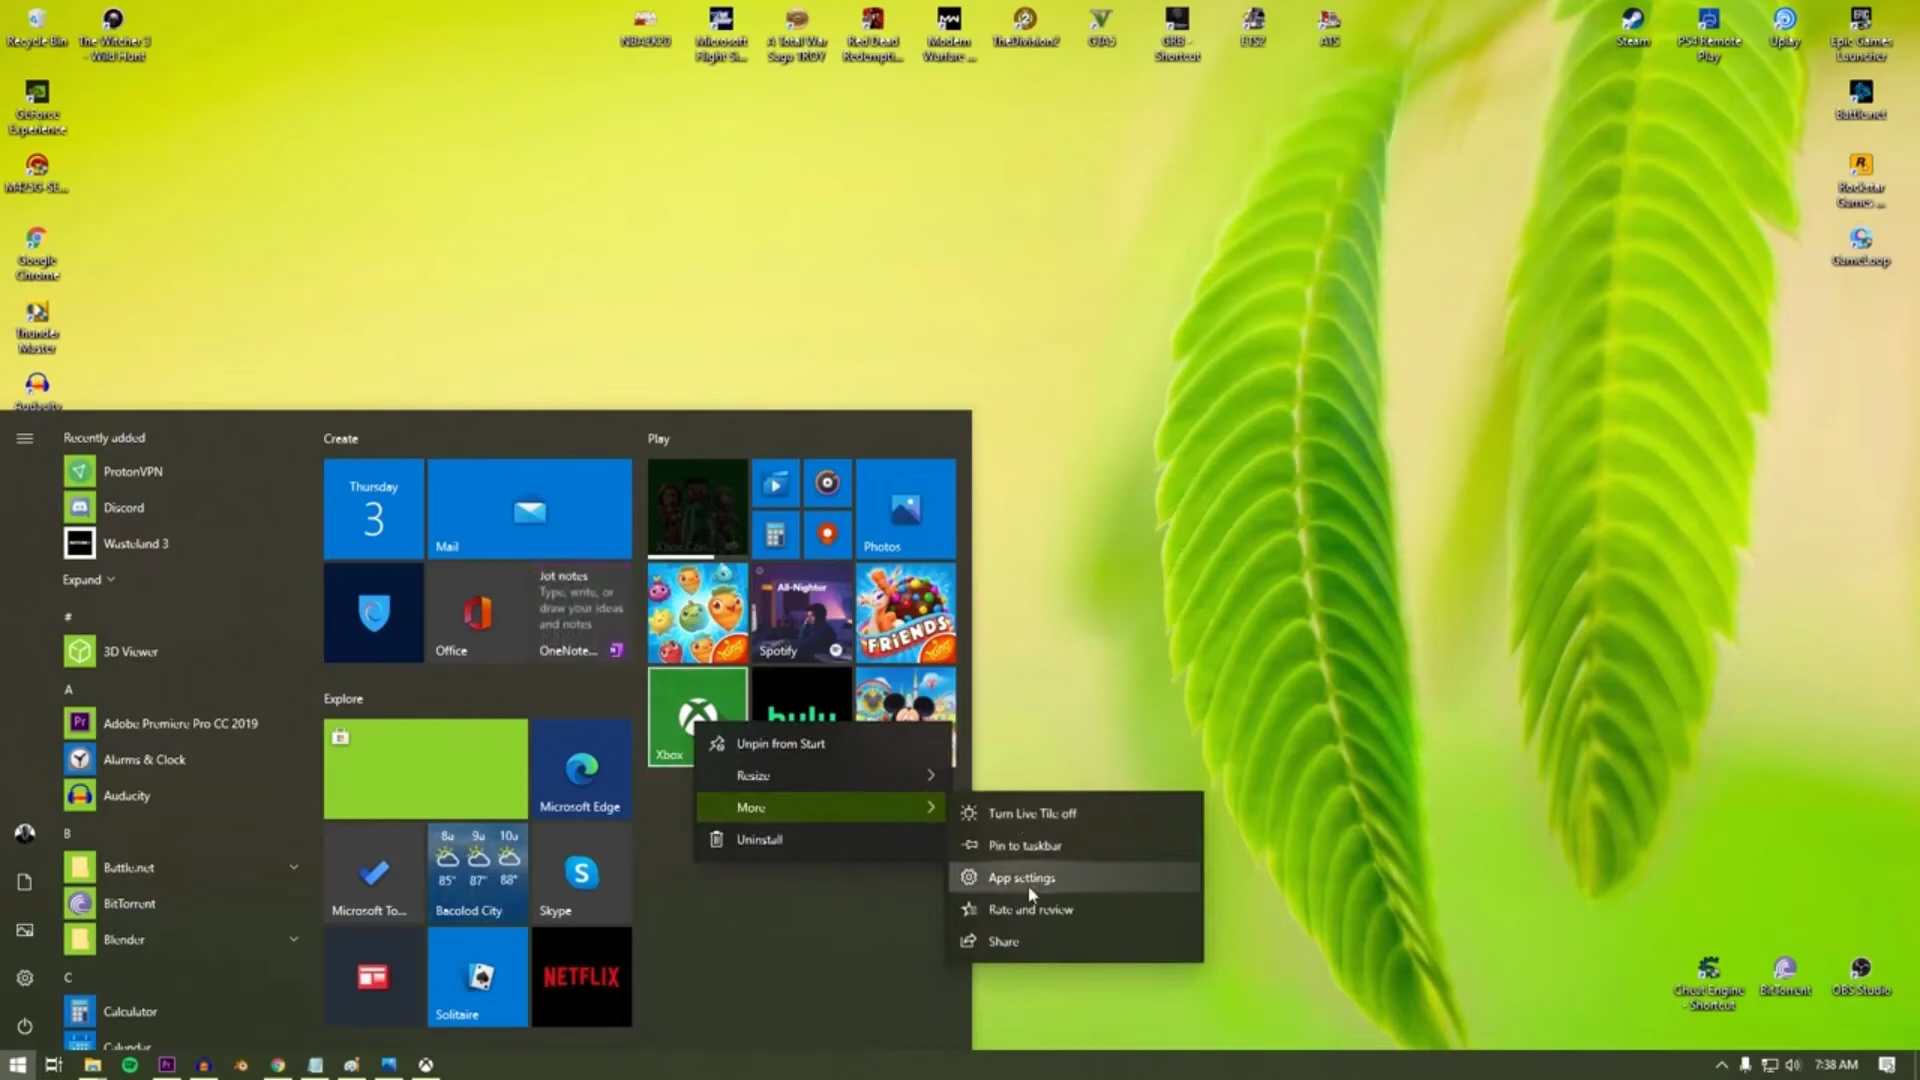 Recycle Bin
The Witcher 3
- Wild Hunt
NBA2K20
Microsoft
Flight Si...
A Total War
Saga TROY
Red Dead
Redempti...
Modern
Warfare ...
TheDivision2
GTA5
GRB -
Shortcut
ETS2
ATS
Steam
PS4 Remote
Play
Uplay
Epic Games
Launcher
GeForce
Experience
Battle.net
Rockstar
Games ...
Google
Chrome
GameLoop
Thunder
Master
Audacity
Recently added
ProtonVPN
Discord
Wasteland 3
Expand
#
3D Viewer
A
Adobe Premiere Pro CC 2019
Alarms & Clock
Audacity
B
Battle.net
BitTorrent
Blender
C
Calculator
Calendar
Create
Thursday
3
Mail
Office
Jot notes
Type, write, or
draw your ideas
and notes
OneNote...
Explore
Microsoft Edge
Microsoft To...
8a 9a 10a
85° 87° 88°
Bacolod City
Skype
Solitaire
NETFLIX
Play
Photos
All-Nighter
Spotify
FRIENDS
King
King
Xbox
hulu
Unpin from Start
Resize
More
Uninstall
Turn Live Tile off
Pin to taskbar
App settings
Rate and review
Share
Cheat Engine
- Shortcut
BitTorrent
OBS Studio
7:38 AM